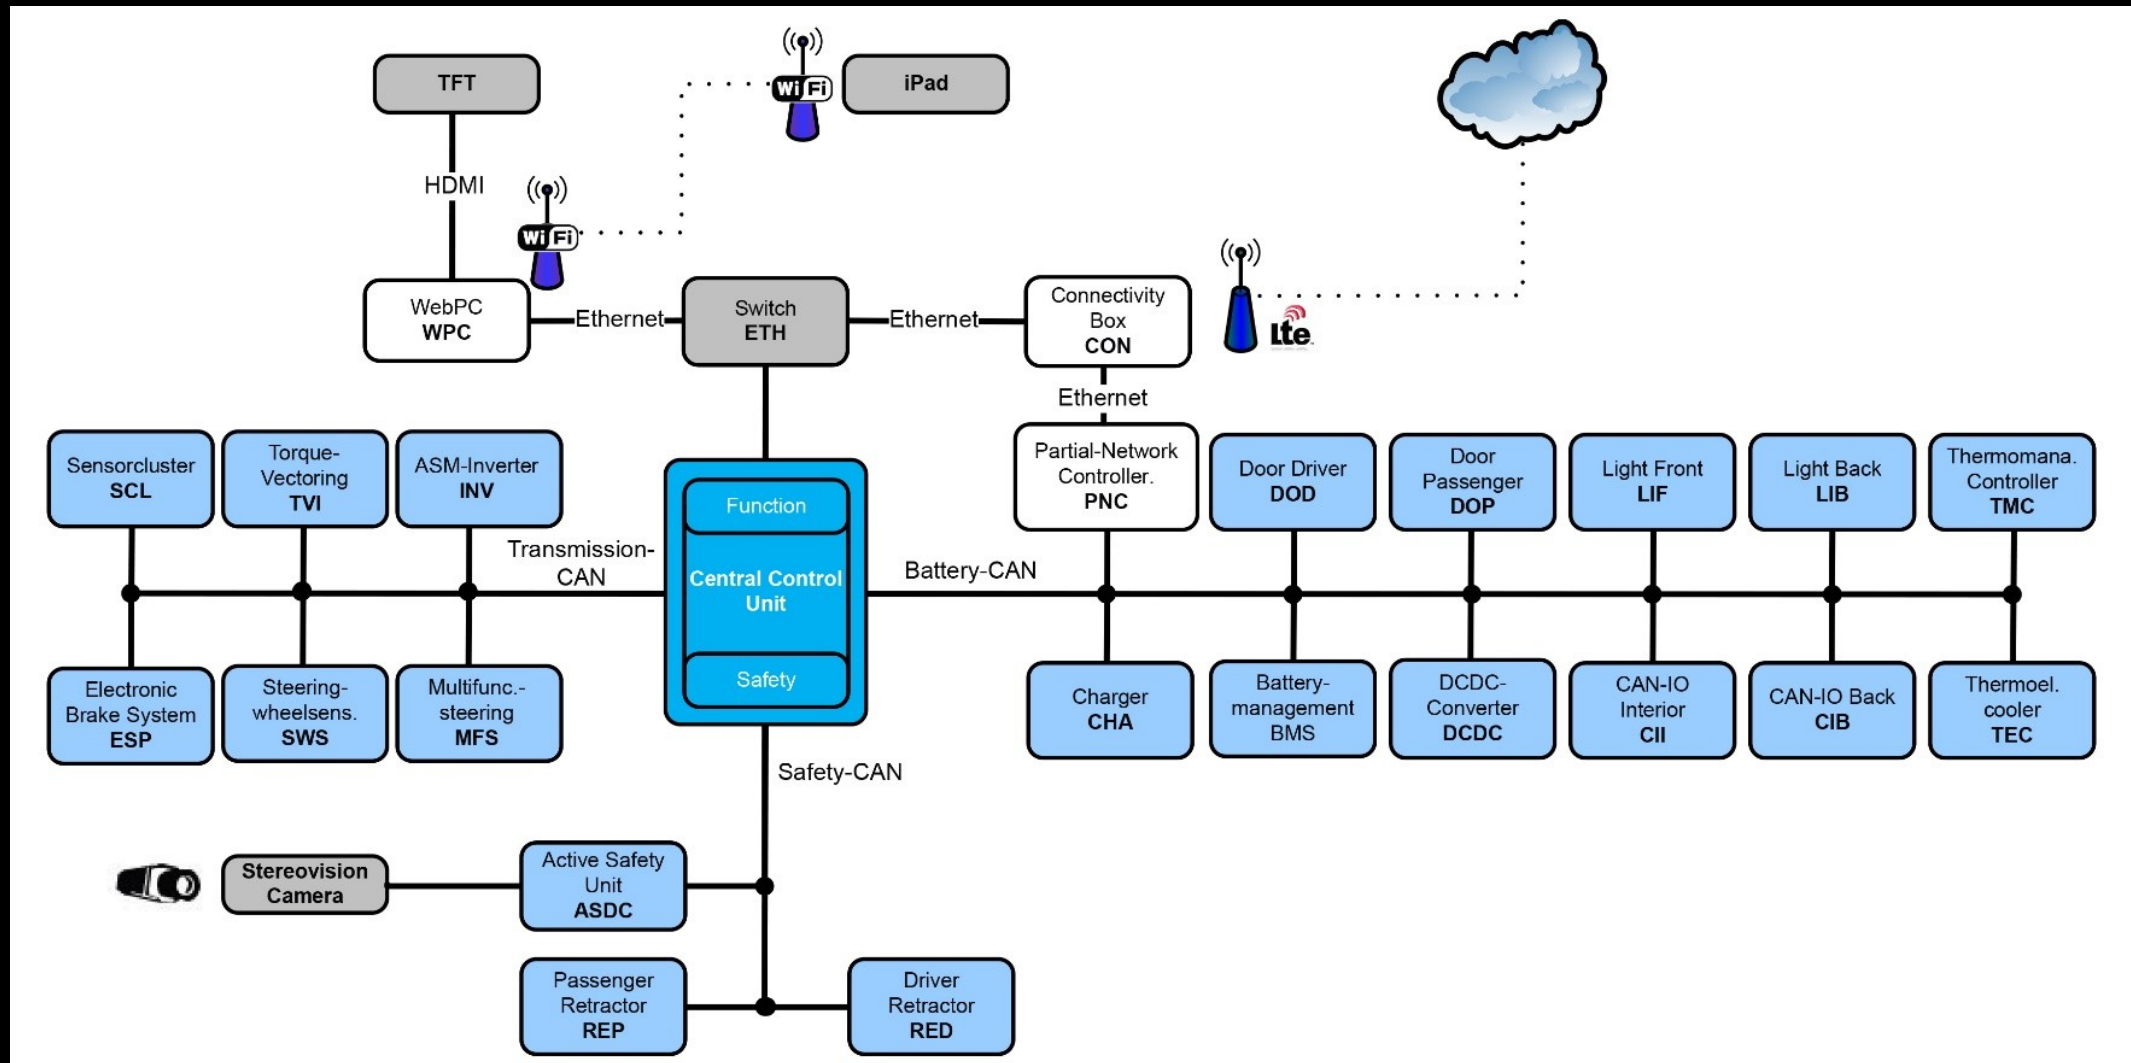 TFT
WiFi
iPad
HDMI
WiFi
WebPC
WPC
Ethernet
Switch
ETH
Ethernet
Connectivity
Box
CON
Lte
Ethernet
Sensorcluster
SCL
Torque-
Vectoring
TVI
ASM-Inverter
INV
Function
Central Control
Unit
Safety
Partial-Network
Controller.
PNC
Door Driver
DOD
Door
Passenger
DOP
Light Front
LIF
Light Back
LIB
Thermomana.
Controller
TMC
Transmission-
CAN
Battery-CAN
Electronic
Brake System
ESP
Steering-
wheelsens.
SWS
Multifunc.-
steering
MFS
Charger
CHA
Battery-
management
BMS
DCDC-
Converter
DCDC
CAN-IO
Interior
CII
CAN-IO Back
CIB
Thermoel.
cooler
TEC
Safety-CAN
Stereovision
Camera
Active Safety
Unit
ASDC
Passenger
Retractor
REP
Driver
Retractor
RED